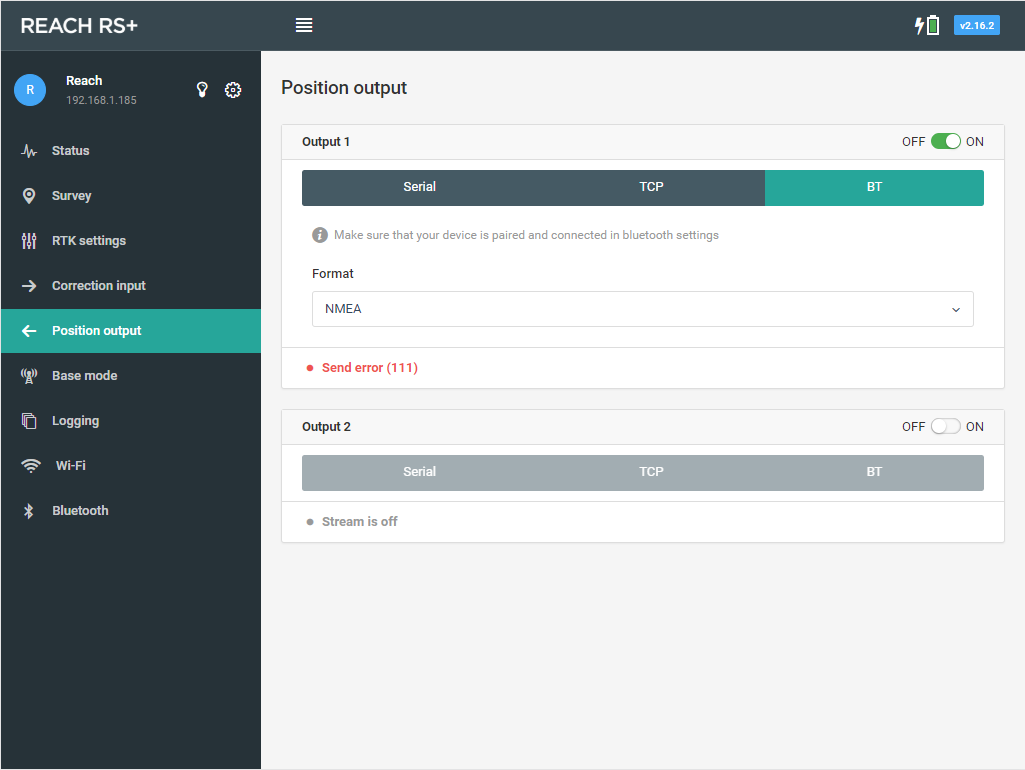 REACH RS+
v2.16.2
R
Reach
192.168.1.185
Status
Survey
RTK settings
Correction input
Position output
Base mode
Logging
Wi-Fi
Bluetooth
Position output
Output 1
OFF ON
Serial TCP BT
Make sure that your device is paired and connected in bluetooth settings
Format
NMEA
Send error (111)
Output 2
OFF ON
Serial TCP BT
Stream is off